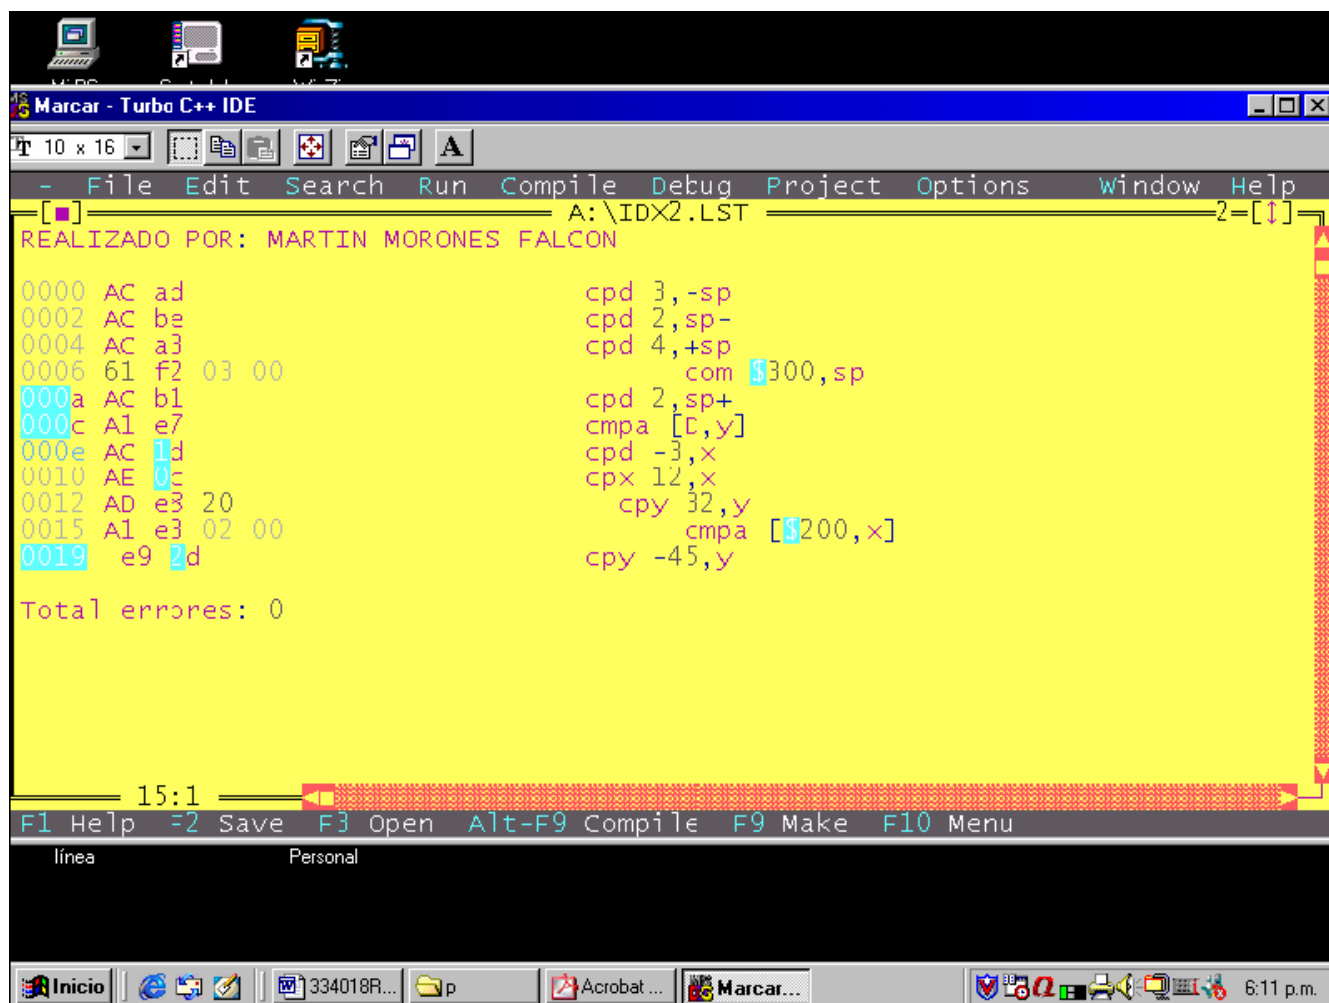 Marcar - Turbo C++ IDE
10 x 16
A
- File Edit Search Run Compile Debug Project Options Window Help
[■] A:\IDX2.LST 2=[↕]
REALIZADO POR: MARTIN MORONES FALCON
0000 AC ad cpd 3,-sp
0002 AC be cpd 2,sp-
0004 AC a3 cpd 4,+sp
0006 61 f2 03 00 com $300,sp
000a AC b1 cpd 2,sp+
000c A1 e7 cmpa [D,y]
000e AC 1d cpd -3,x
0010 AE 0c cpx 12,x
0012 AD e8 20 cpy 32,y
0015 A1 e3 02 00 cmpa [$200,x]
0019 e9 2d cpy -45,y
Total errores: 0
15:1
F1 Help F2 Save F3 Open Alt-F9 Compile F9 Make F10 Menu
línea Personal
Inicio 334018R... p Acrobat ... Marcar... 6:11 p.m.